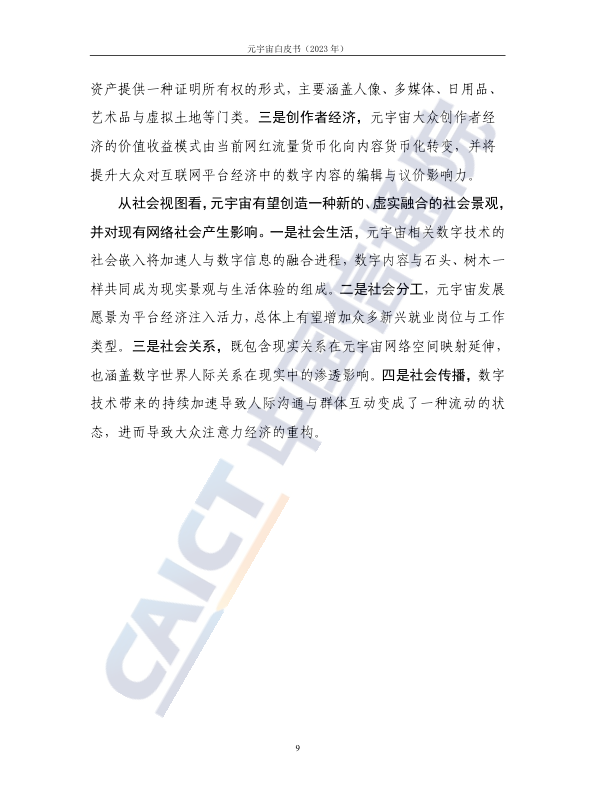 元宇宙白皮书（2023 年）
资产提供一种证明所有权的形式，主要涵盖人像、多媒体、日用品、
艺术品与虚拟土地等门类。三是创作者经济，元宇宙大众创作者经
济的价值收益模式由当前网红流量货币化向内容货币化转变，并将
提升大众对互联网平台经济中的数字内容的编辑与议价影响力。
从社会视图看，元宇宙有望创造一种新的、虚实融合的社会景观，
并对现有网络社会产生影响。一是社会生活，元宇宙相关数字技术的
社会嵌入将加速人与数字信息的融合进程，数字内容与石头、树木一
样共同成为现实景观与生活体验的组成。二是社会分工，元宇宙发展
愿景为平台经济注入活力，总体上有望增加众多新兴就业岗位与工作
类型。三是社会关系，既包含现实关系在元宇宙网络空间映射延伸，
也涵盖数字世界人际关系在现实中的渗透影响。四是社会传播，数字
技术带来的持续加速导致人际沟通与群体互动变成了一种流动的状
态，进而导致大众注意力经济的重构。
CAICT 中国信通院
9